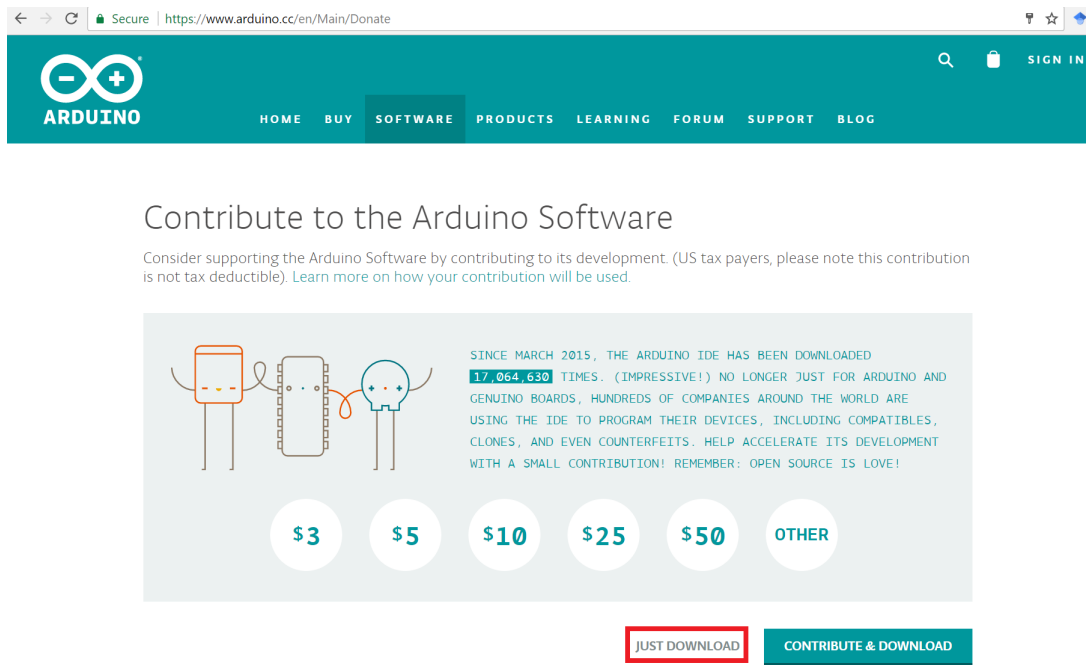 Secure | https://www.arduino.cc/en/Main/Donate
SIGN IN
ARDUINO
HOME BUY SOFTWARE PRODUCTS LEARNING FORUM SUPPORT BLOG
Contribute to the Arduino Software
Consider supporting the Arduino Software by contributing to its development. (US tax payers, please note this contribution
is not tax deductible). Learn more on how your contribution will be used.
SINCE MARCH 2015, THE ARDUINO IDE HAS BEEN DOWNLOADED
17,064,630 TIMES. (IMPRESSIVE!) NO LONGER JUST FOR ARDUINO AND
GENUINO BOARDS, HUNDREDS OF COMPANIES AROUND THE WORLD ARE
USING THE IDE TO PROGRAM THEIR DEVICES, INCLUDING COMPATIBLES,
CLONES, AND EVEN COUNTERFEITS. HELP ACCELERATE ITS DEVELOPMENT
WITH A SMALL CONTRIBUTION! REMEMBER: OPEN SOURCE IS LOVE!
$3 $5 $10 $25 $50 OTHER
JUST DOWNLOAD CONTRIBUTE & DOWNLOAD